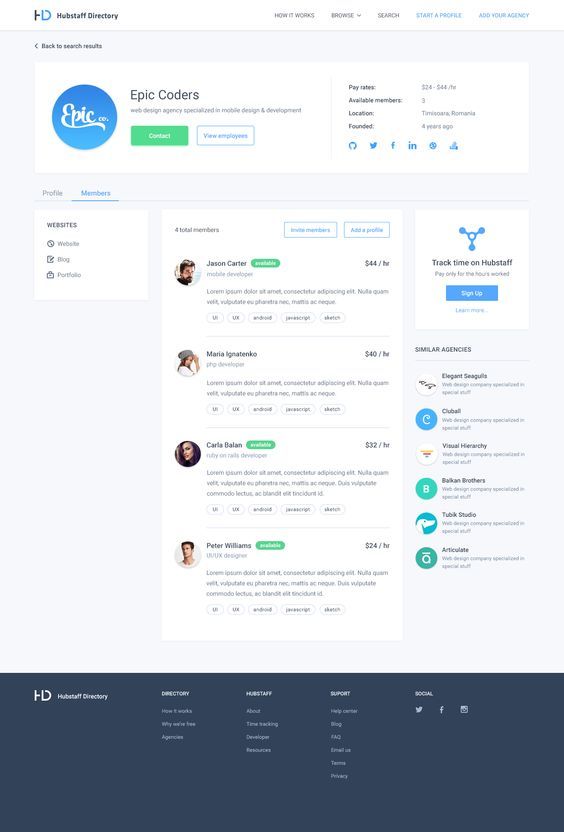 HD Hubstaff Directory
HOW IT WORKS
BROWSE
SEARCH
START A PROFILE
ADD YOUR AGENCY
Back to search results
Epic co.
Epic Coders
web design agency specialized in mobile design & development
Contact
View employees
Pay rates: $24 - $44 /hr
Available members: 3
Location: Timisoara, Romania
Founded: 4 years ago
Profile
Members
WEBSITES
Website
Blog
Portfolio
4 total members
Invite members
Add a profile
Jason Carter available $44 / hr
mobile developer
Lorem ipsum dolor sit amet, consectetur adipiscing elit. Nulla quam
velit, vulputate eu pharetra nec, mattis ac neque.
UI UX android javascript sketch
Maria Ignatenko $40 / hr
php developer
Lorem ipsum dolor sit amet, consectetur adipiscing elit. Nulla quam
velit, vulputate eu pharetra nec, mattis ac neque.
UI UX android javascript sketch
Carla Balan available $32 / hr
ruby on rails developer
Lorem ipsum dolor sit amet, consectetur adipiscing elit. Nulla quam
velit, vulputate eu pharetra nec, mattis ac neque. Duis vulputate
commodo lectus, ac blandit elit tincidunt id.
UI UX android javascript sketch
Peter Williams available $24 / hr
UI/UX designer
Lorem ipsum dolor sit amet, consectetur adipiscing elit. Nulla quam
velit, vulputate eu pharetra nec, mattis ac neque. Duis vulputate
commodo lectus, ac blandit elit tincidunt id.
UI UX android javascript sketch
Track time on Hubstaff
Pay only for the hours worked
Sign Up
Learn more...
SIMILAR AGENCIES
Elegant Seagulls
Web design company specialized in
special stuff
C
Cluball
Web design company specialized in
special stuff
Visual Hierarchy
Web design company specialized in
special stuff
B
Balkan Brothers
Web design company specialized in
special stuff
Tubik Studio
Web design company specialized in
special stuff
ā
Articulate
Web design company specialized in
special stuff
HD Hubstaff Directory
DIRECTORY
How it works
Why we're free
Agencies
HUBSTAFF
About
Time tracking
Developer
Resources
SUPORT
Help center
Blog
FAQ
Email us
Terms
Privacy
SOCIAL